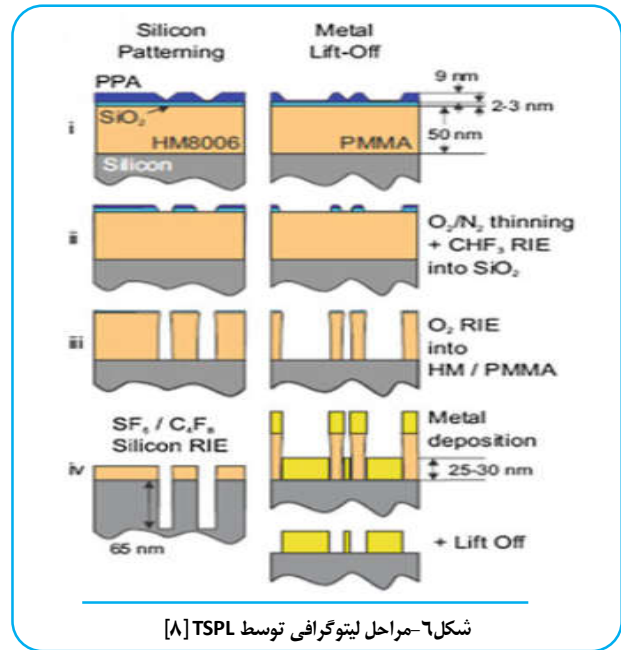 Silicon Patterning
Metal Lift-Off
PPA
SiO₂
HM8006
Silicon
PMMA
9 nm
2-3 nm
50 nm
i
ii
O₂/N₂ thinning
+ CHF₃ RIE
into SiO₂
iii
O₂ RIE
into
HM / PMMA
iv
SF₆ / C₄F₈
Silicon RIE
65 nm
Metal
deposition
25-30 nm
+ Lift Off
شکل٦-مراحل لیتوگرافی توسط TSPL [٨]